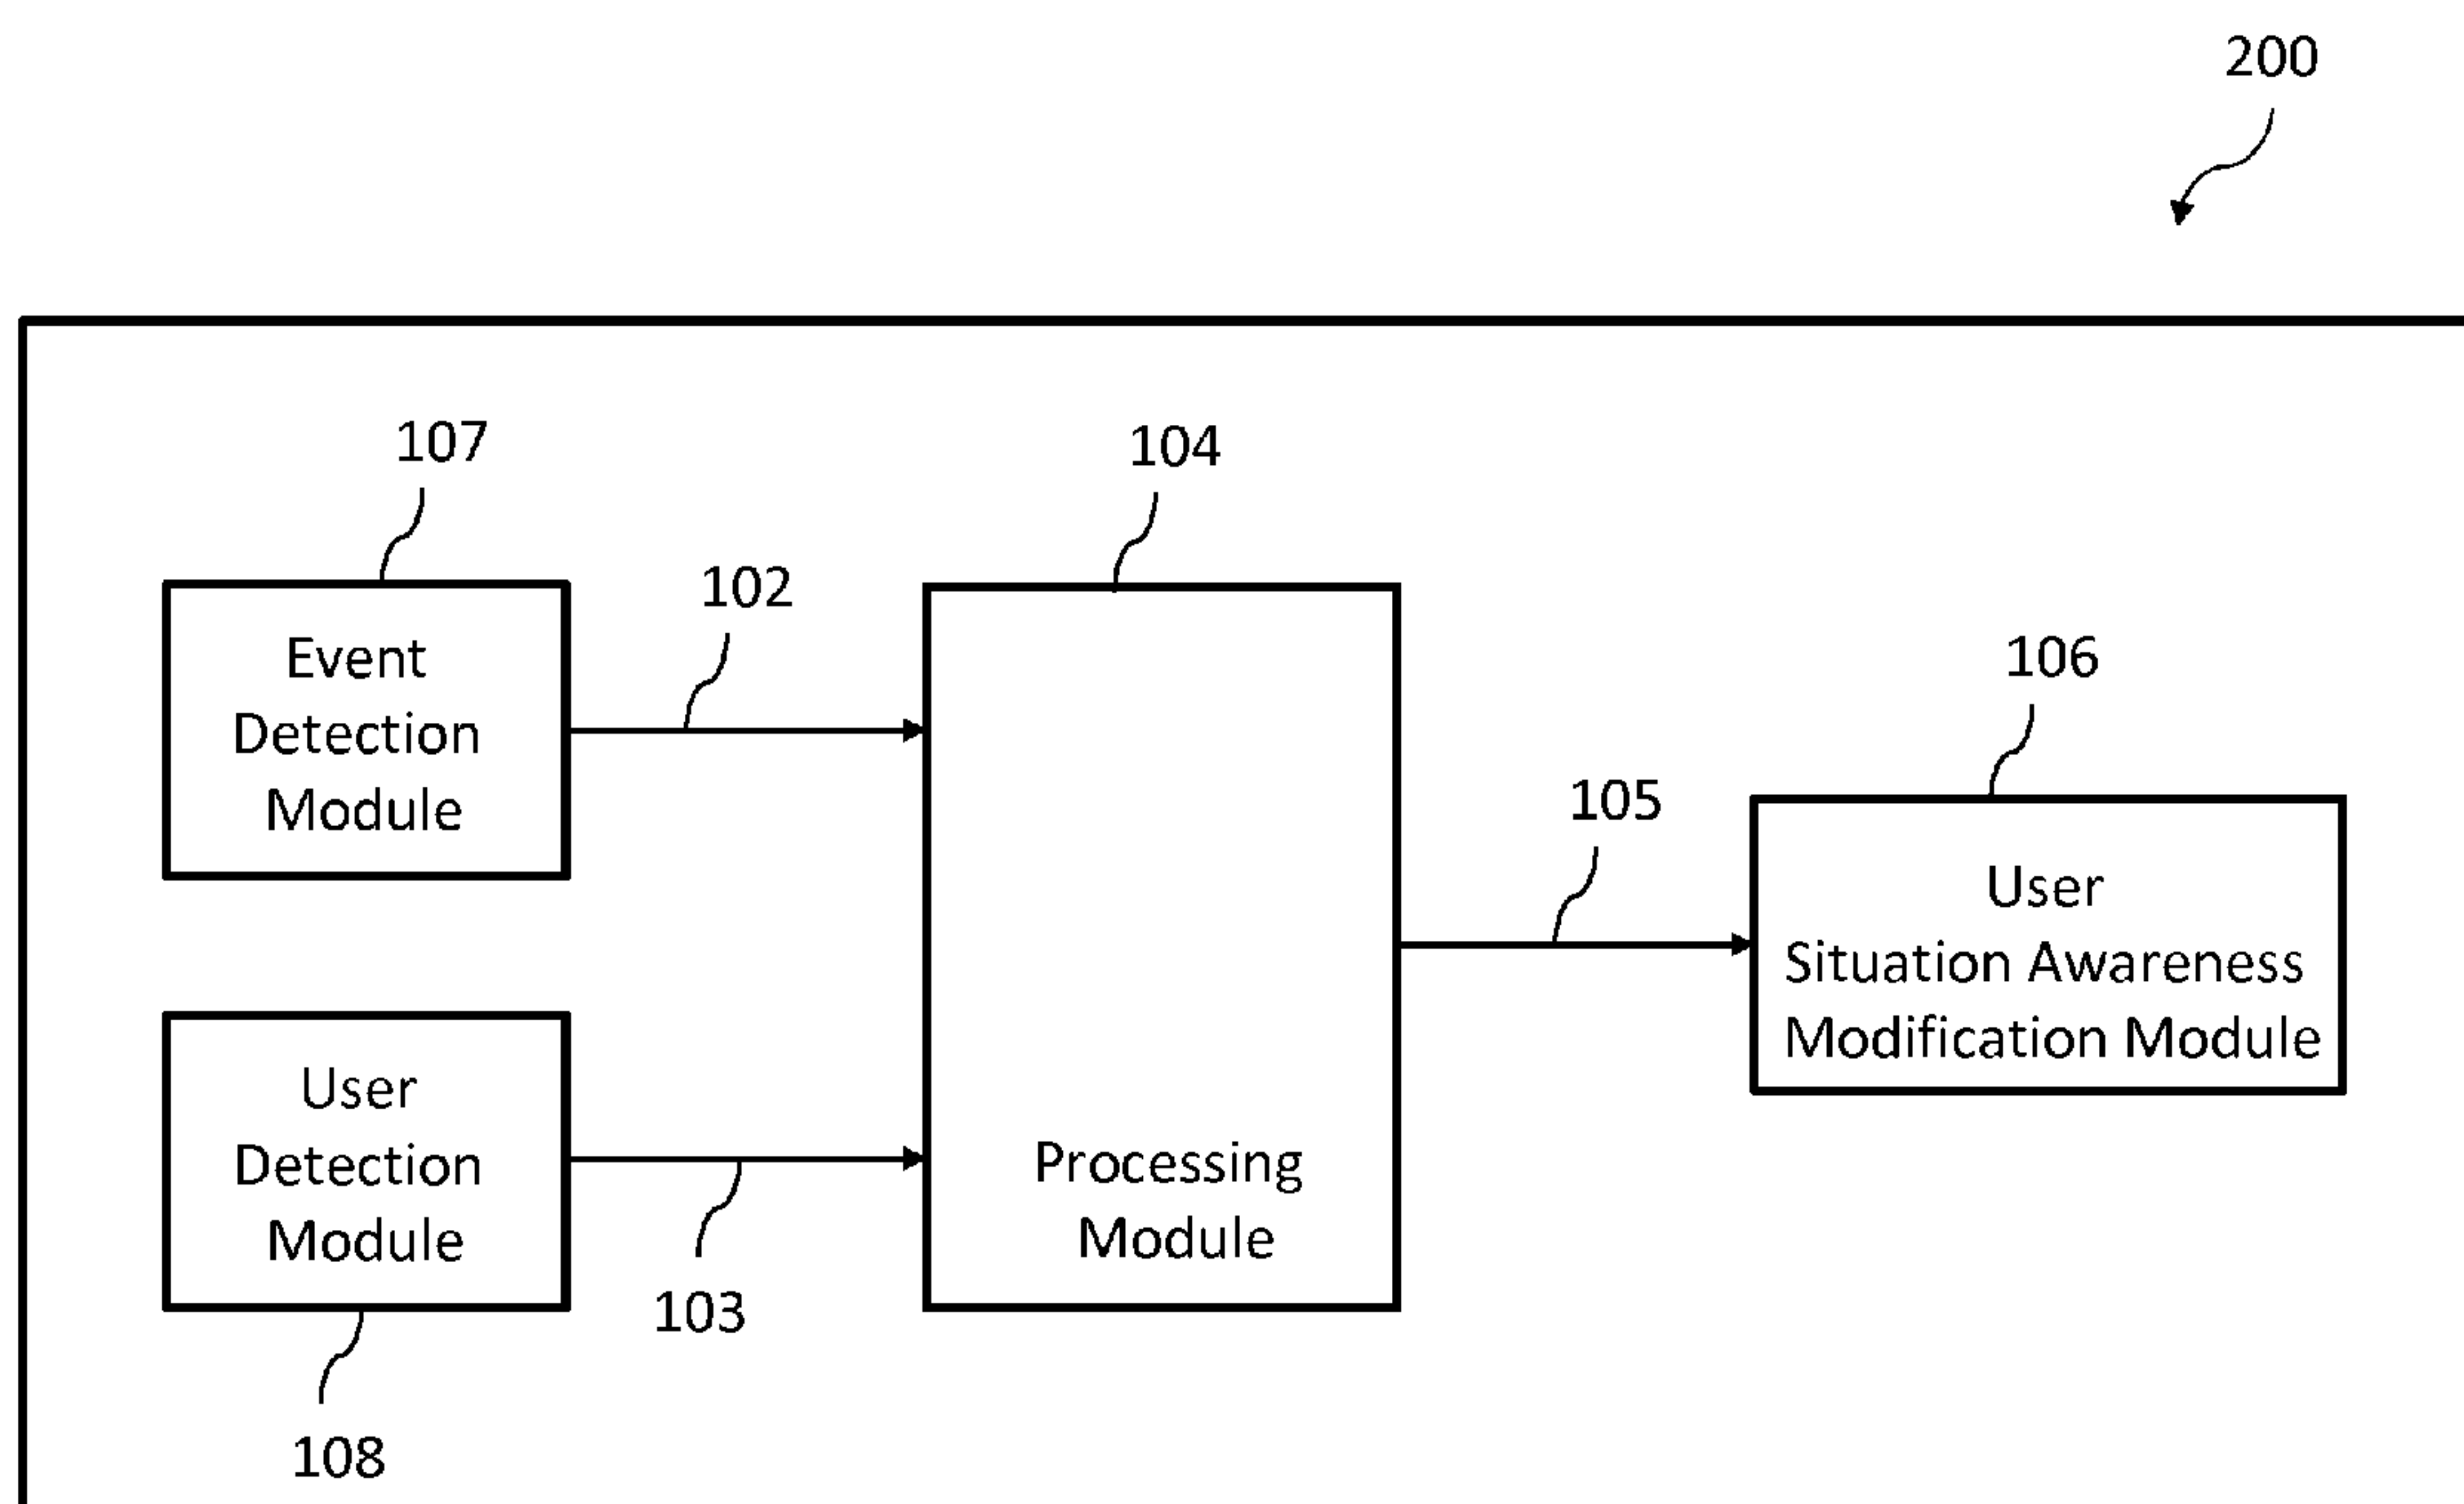 200
107
104
102
106
Event
Detection
Module
105
User
Situation Awareness
Modification Module
User
Detection
Module
Processing
Module
103
108